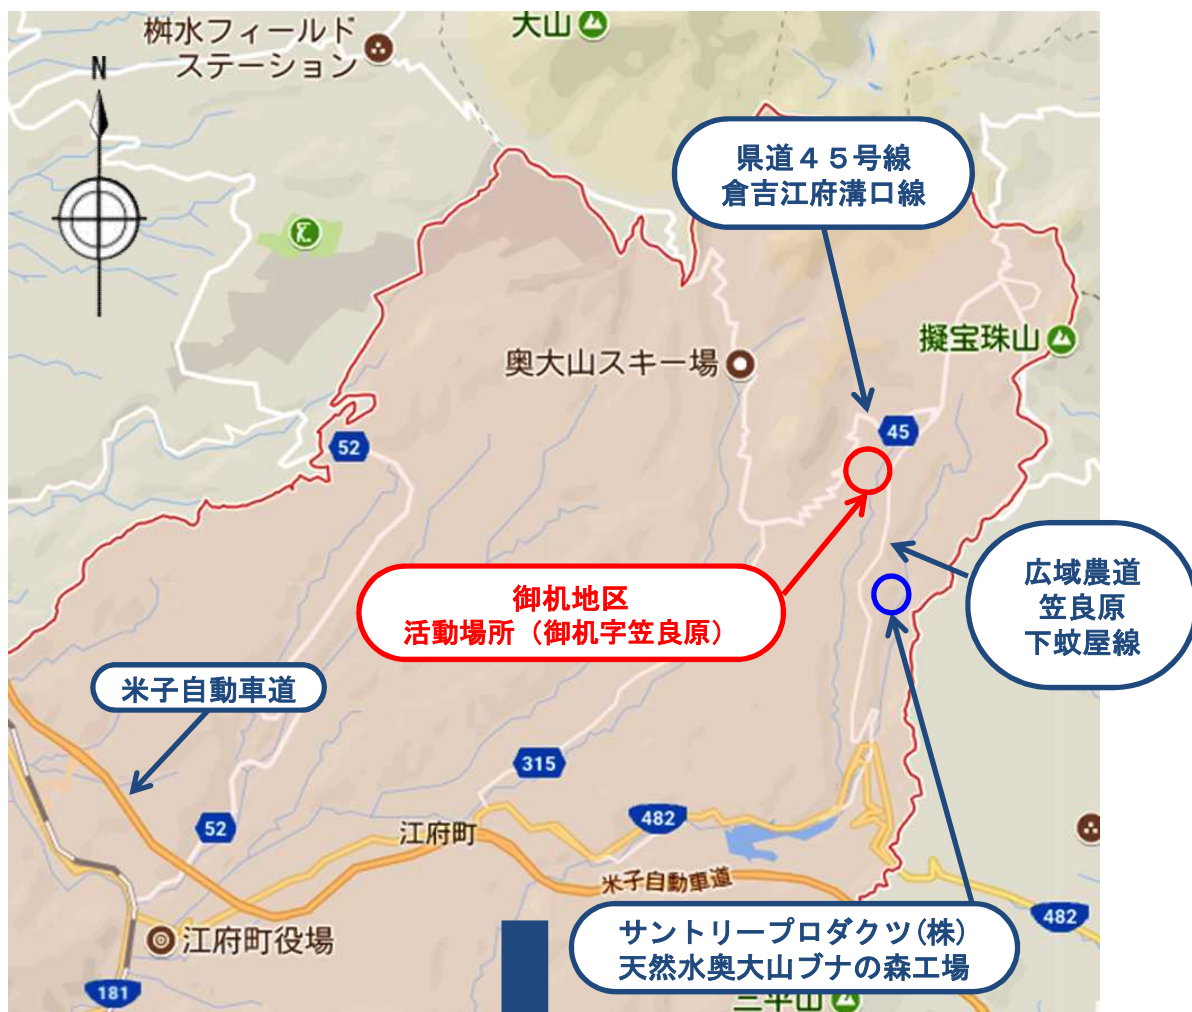 桝水フィールド
ステーション
大山
N
県道４５号線
倉吉江府溝口線
擬宝珠山
奥大山スキー場
45
52
御机地区
活動場所（御机字笠良原）
広域農道
笠良原
下蚊屋線
米子自動車道
315
482
52
江府町
米子自動車道
482
サントリープロダクツ(株)
天然水奥大山ブナの森工場
江府町役場
181
三平山